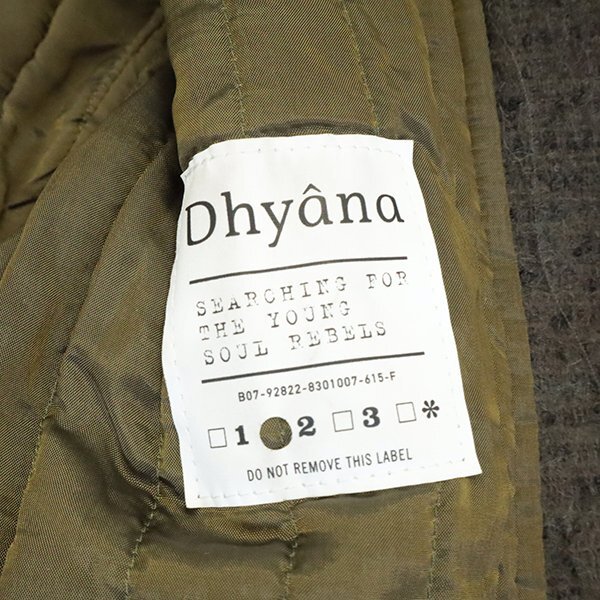 Dhyâna
SEARCHING FOR
THE YOUNG
SOUL REBELS
B07-92822-8301007-615-F
1 2 3 *
DO NOT REMOVE THIS LABEL